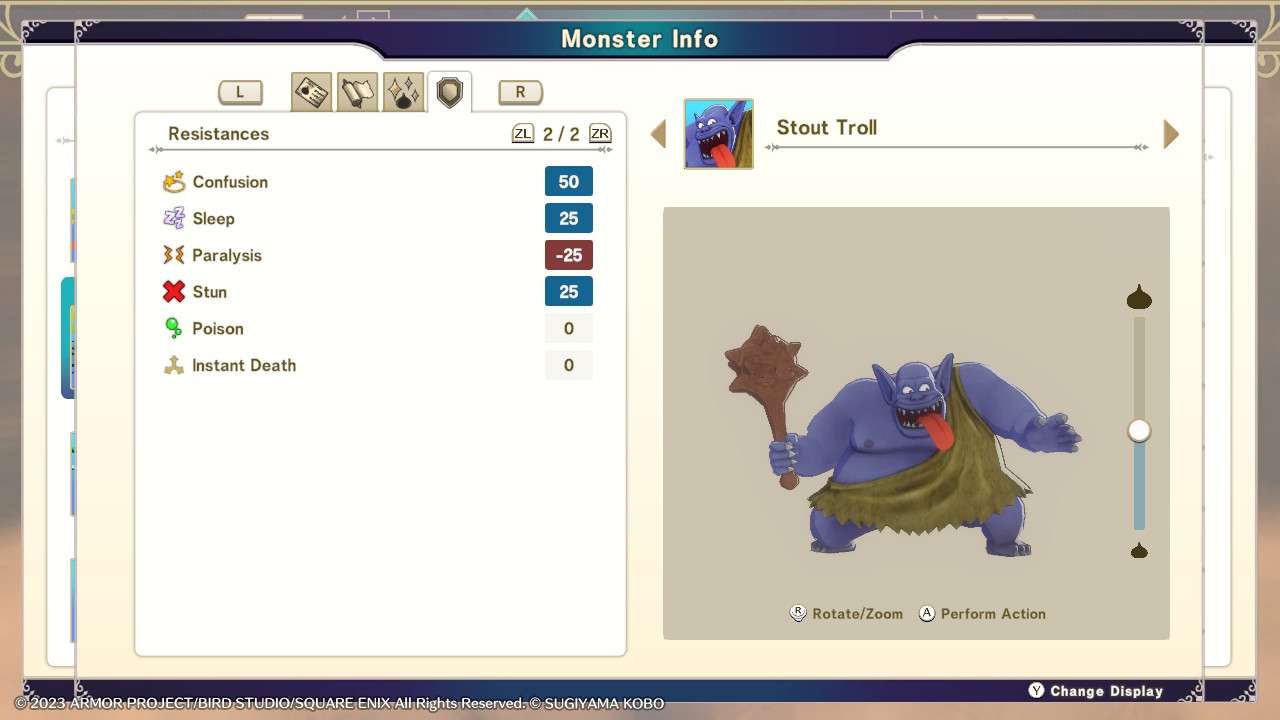 Monster Info
L
R
Resistances
ZL 2 / 2 ZR
Confusion 50
Sleep 25
Paralysis -25
Stun 25
Poison 0
Instant Death 0
Stout Troll
R Rotate/Zoom A Perform Action
Y Change Display
© 2023 ARMOR PROJECT/BIRD STUDIO/SQUARE ENIX All Rights Reserved. © SUGIYAMA KOBO